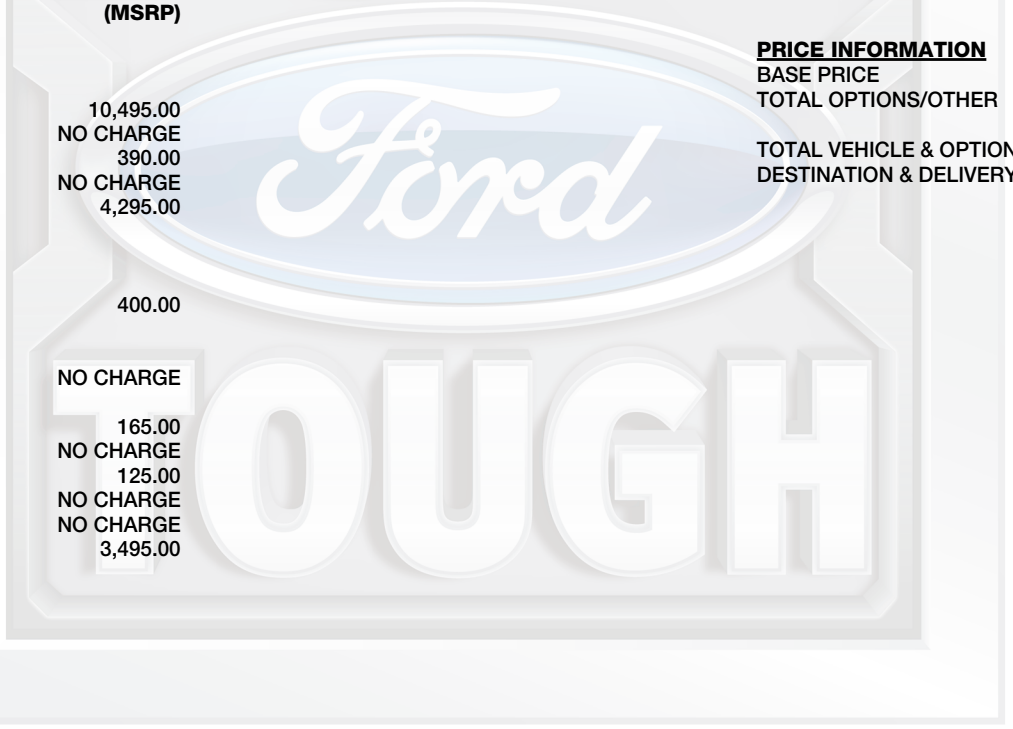 (MSRP)
10,495.00
NO CHARGE
390.00
NO CHARGE
4,295.00
400.00
NO CHARGE
165.00
NO CHARGE
125.00
NO CHARGE
NO CHARGE
3,495.00
PRICE INFORMATION
BASE PRICE
TOTAL OPTIONS/OTHER
TOTAL VEHICLE & OPTION
DESTINATION & DELIVERY
Ford
TOUGH